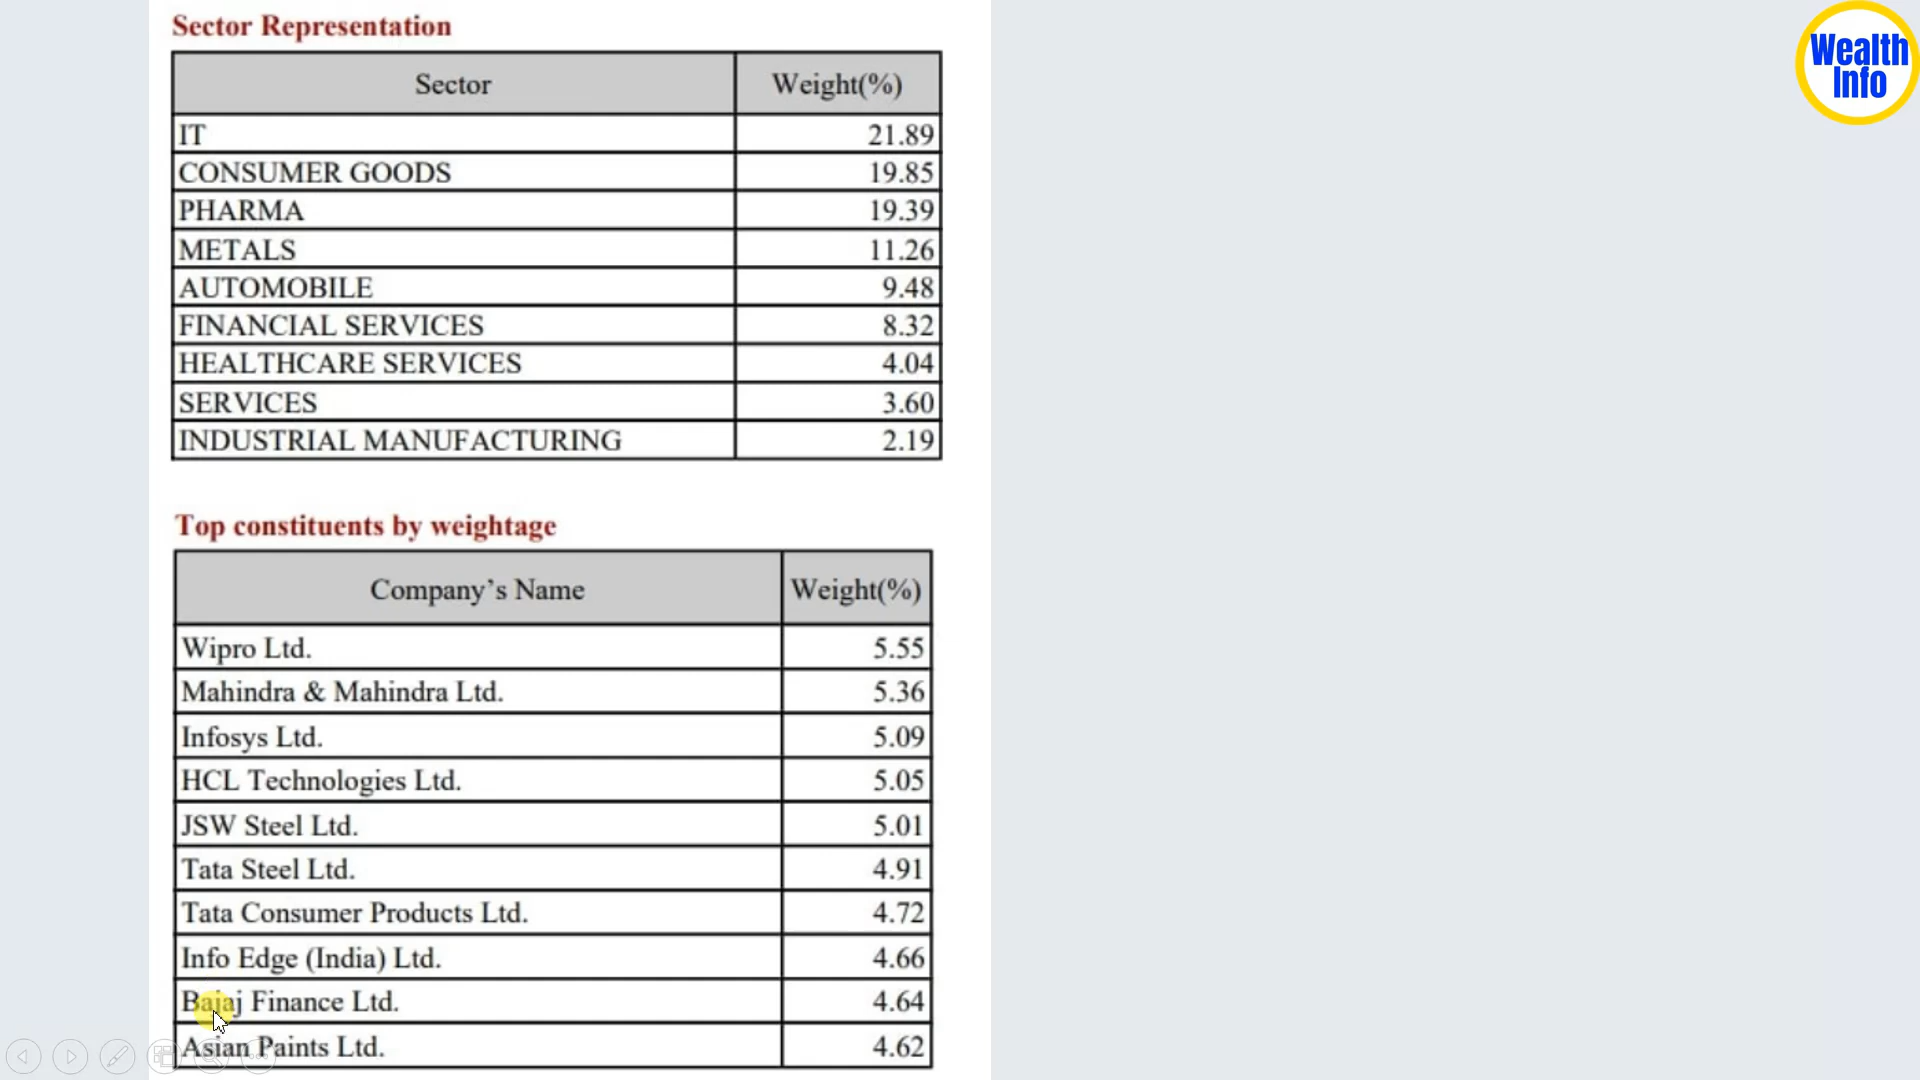 Sector Representation
Sector Weight(%)
IT 21.89
CONSUMER GOODS 19.85
PHARMA 19.39
METALS 11.26
AUTOMOBILE 9.48
FINANCIAL SERVICES 8.32
HEALTHCARE SERVICES 4.04
SERVICES 3.60
INDUSTRIAL MANUFACTURING 2.19
Top constituents by weightage
Company’s Name Weight(%)
Wipro Ltd. 5.55
Mahindra & Mahindra Ltd. 5.36
Infosys Ltd. 5.09
HCL Technologies Ltd. 5.05
JSW Steel Ltd. 5.01
Tata Steel Ltd. 4.91
Tata Consumer Products Ltd. 4.72
Info Edge (India) Ltd. 4.66
Bajaj Finance Ltd. 4.64
Asian Paints Ltd. 4.62
Wealth
Info